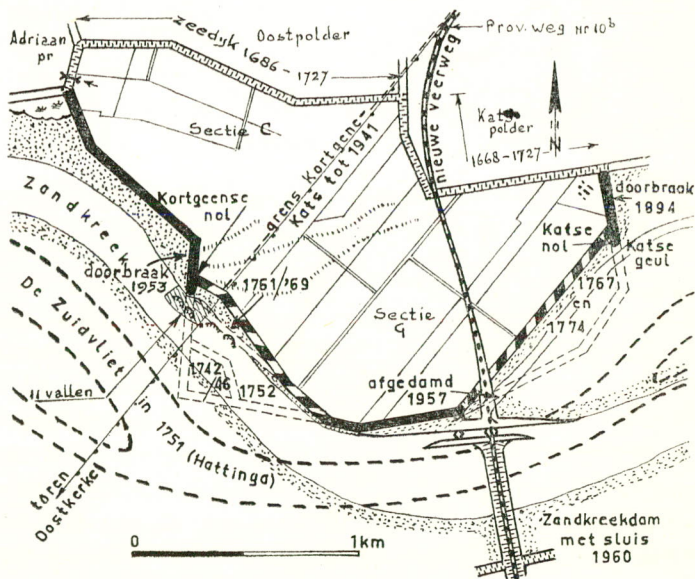 zeedijk 1686-1727
Oostpolder
Prov. weg Nr 10b
Adriaan
pr
nieuwe veerweg
Kats
polder
N
1668-1727
Sectie C
grens Kortgene-
Kats tot 1941
Kortgeense
nol
doorbraak
1894
Katse
nol
Katse
geul
Zandkreek
doorbraak
1953
1761/'69
1767
en
1774
De Zuidvliet
Sectie
G
1742
/46
1752
afgedamd
1957
11 vallen
in 1751 (Hattinga)
toren
Oostkerke
0
1km
Zandkreekdam
met sluis
1960